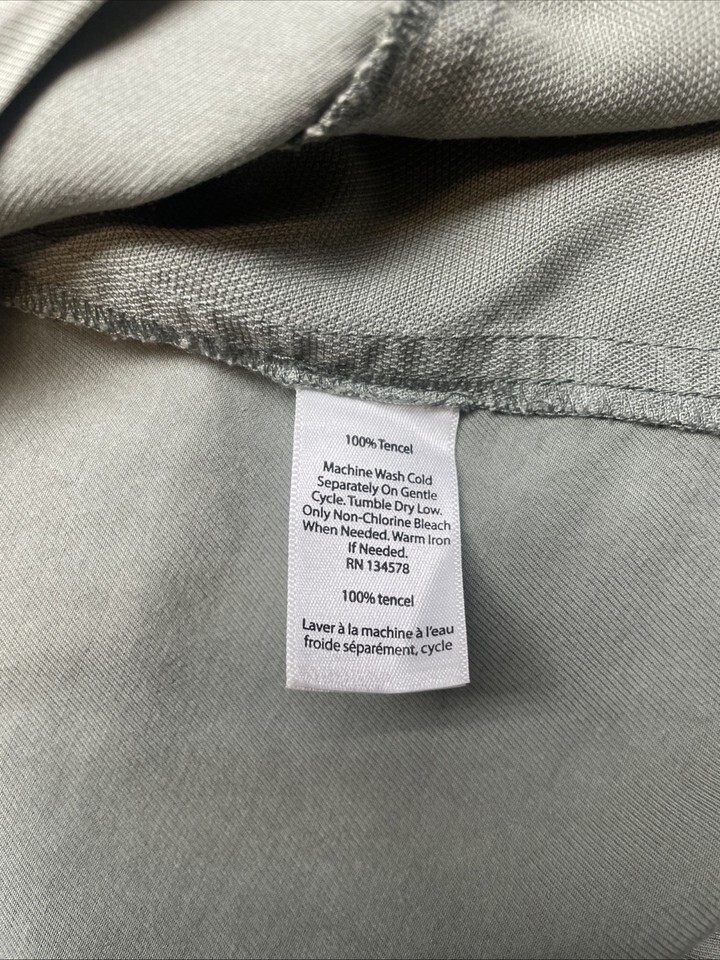 100% Tencel
Machine Wash Cold
Separately On Gentle
Cycle. Tumble Dry Low.
Only Non-Chlorine Bleach
When Needed. Warm Iron
If Needed.
RN 134578
100% tencel
Laver à la machine à l'eau
froide séparément, cycle